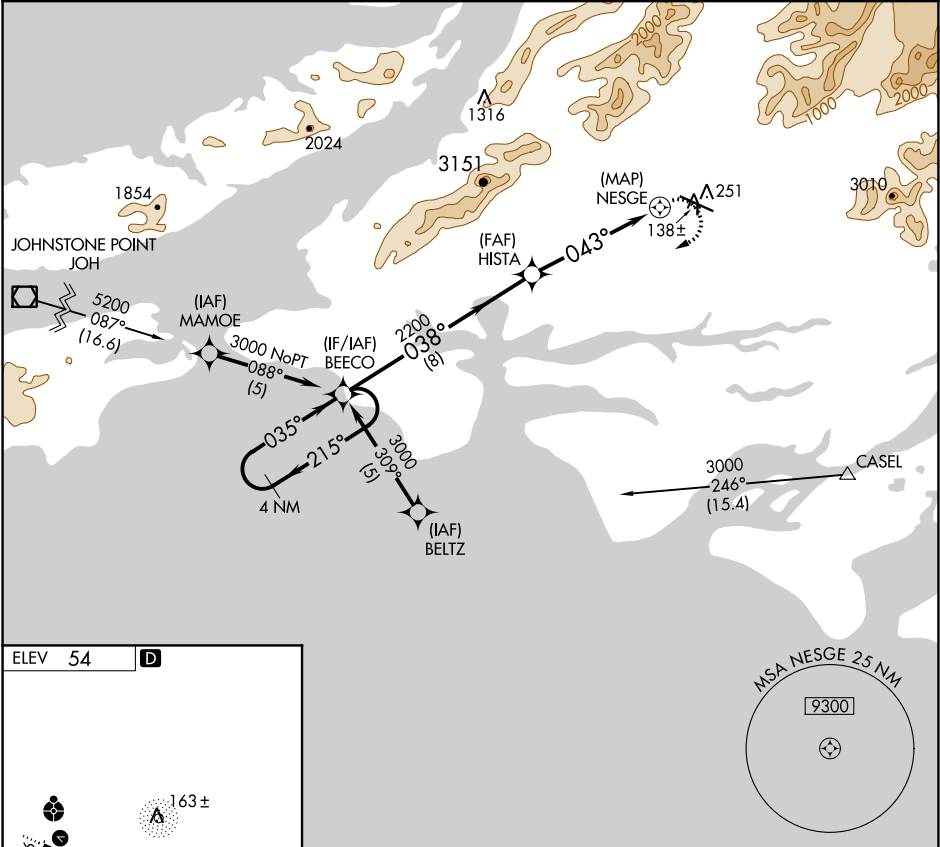 2000
1316
2024
1000
2000
3151
1854
(MAP)
NESGE
251
138±
3010
JOHNSTONE POINT
JOH
(FAF)
HISTA
043°
5200
087°
(16.6)
(IAF)
MAMOE
3000 NoPT
088°
(5)
(IF/IAF)
BEECO
2200
038°
(8)
035°
215°
4 NM
3000
309°
(5)
(IAF)
BELTZ
3000
246°
(15.4)
CASEL
ELEV 54
D
163±
MSA NESGE 25 NM
9300